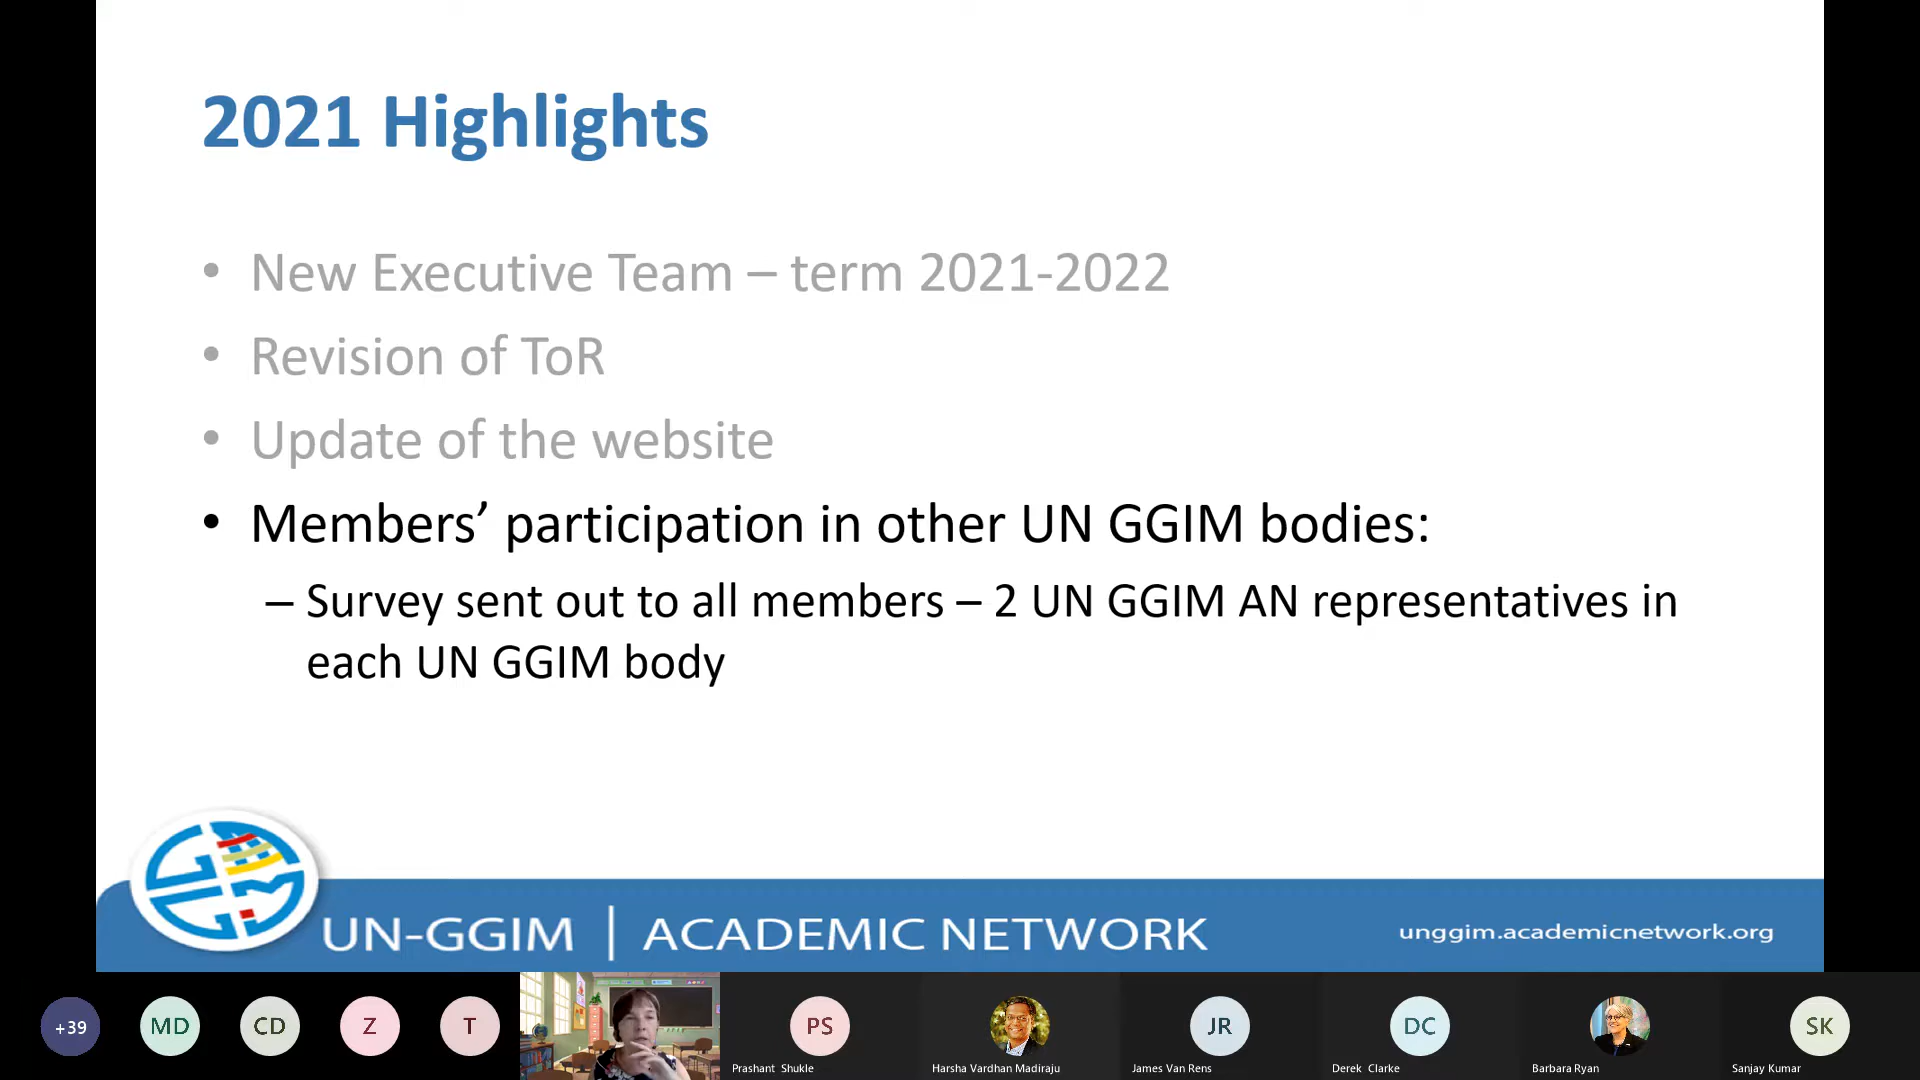 2021 Highlights
• New Executive Team – term 2021-2022
• Revision of ToR
• Update of the website
• Members’ participation in other UN GGIM bodies:
– Survey sent out to all members – 2 UN GGIM AN representatives in
each UN GGIM body
UN-GGIM | ACADEMIC NETWORK
unggim.academicnetwork.org
+39
MD
CD
Z
T
PS
JR
DC
SK
Prashant Shukle
Harsha Vardhan Madiraju
James Van Rens
Derek Clarke
Barbara Ryan
Sanjay Kumar